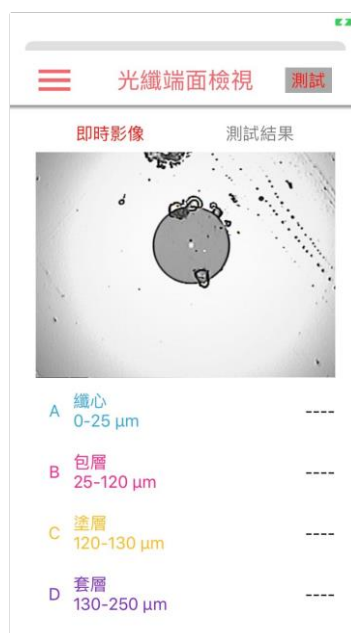 光纖端面檢視
測試
即時影像
測試結果
A
纖心
0-25 μm
----
B
包層
25-120 μm
----
C
塗層
120-130 μm
----
D
套層
130-250 μm
----